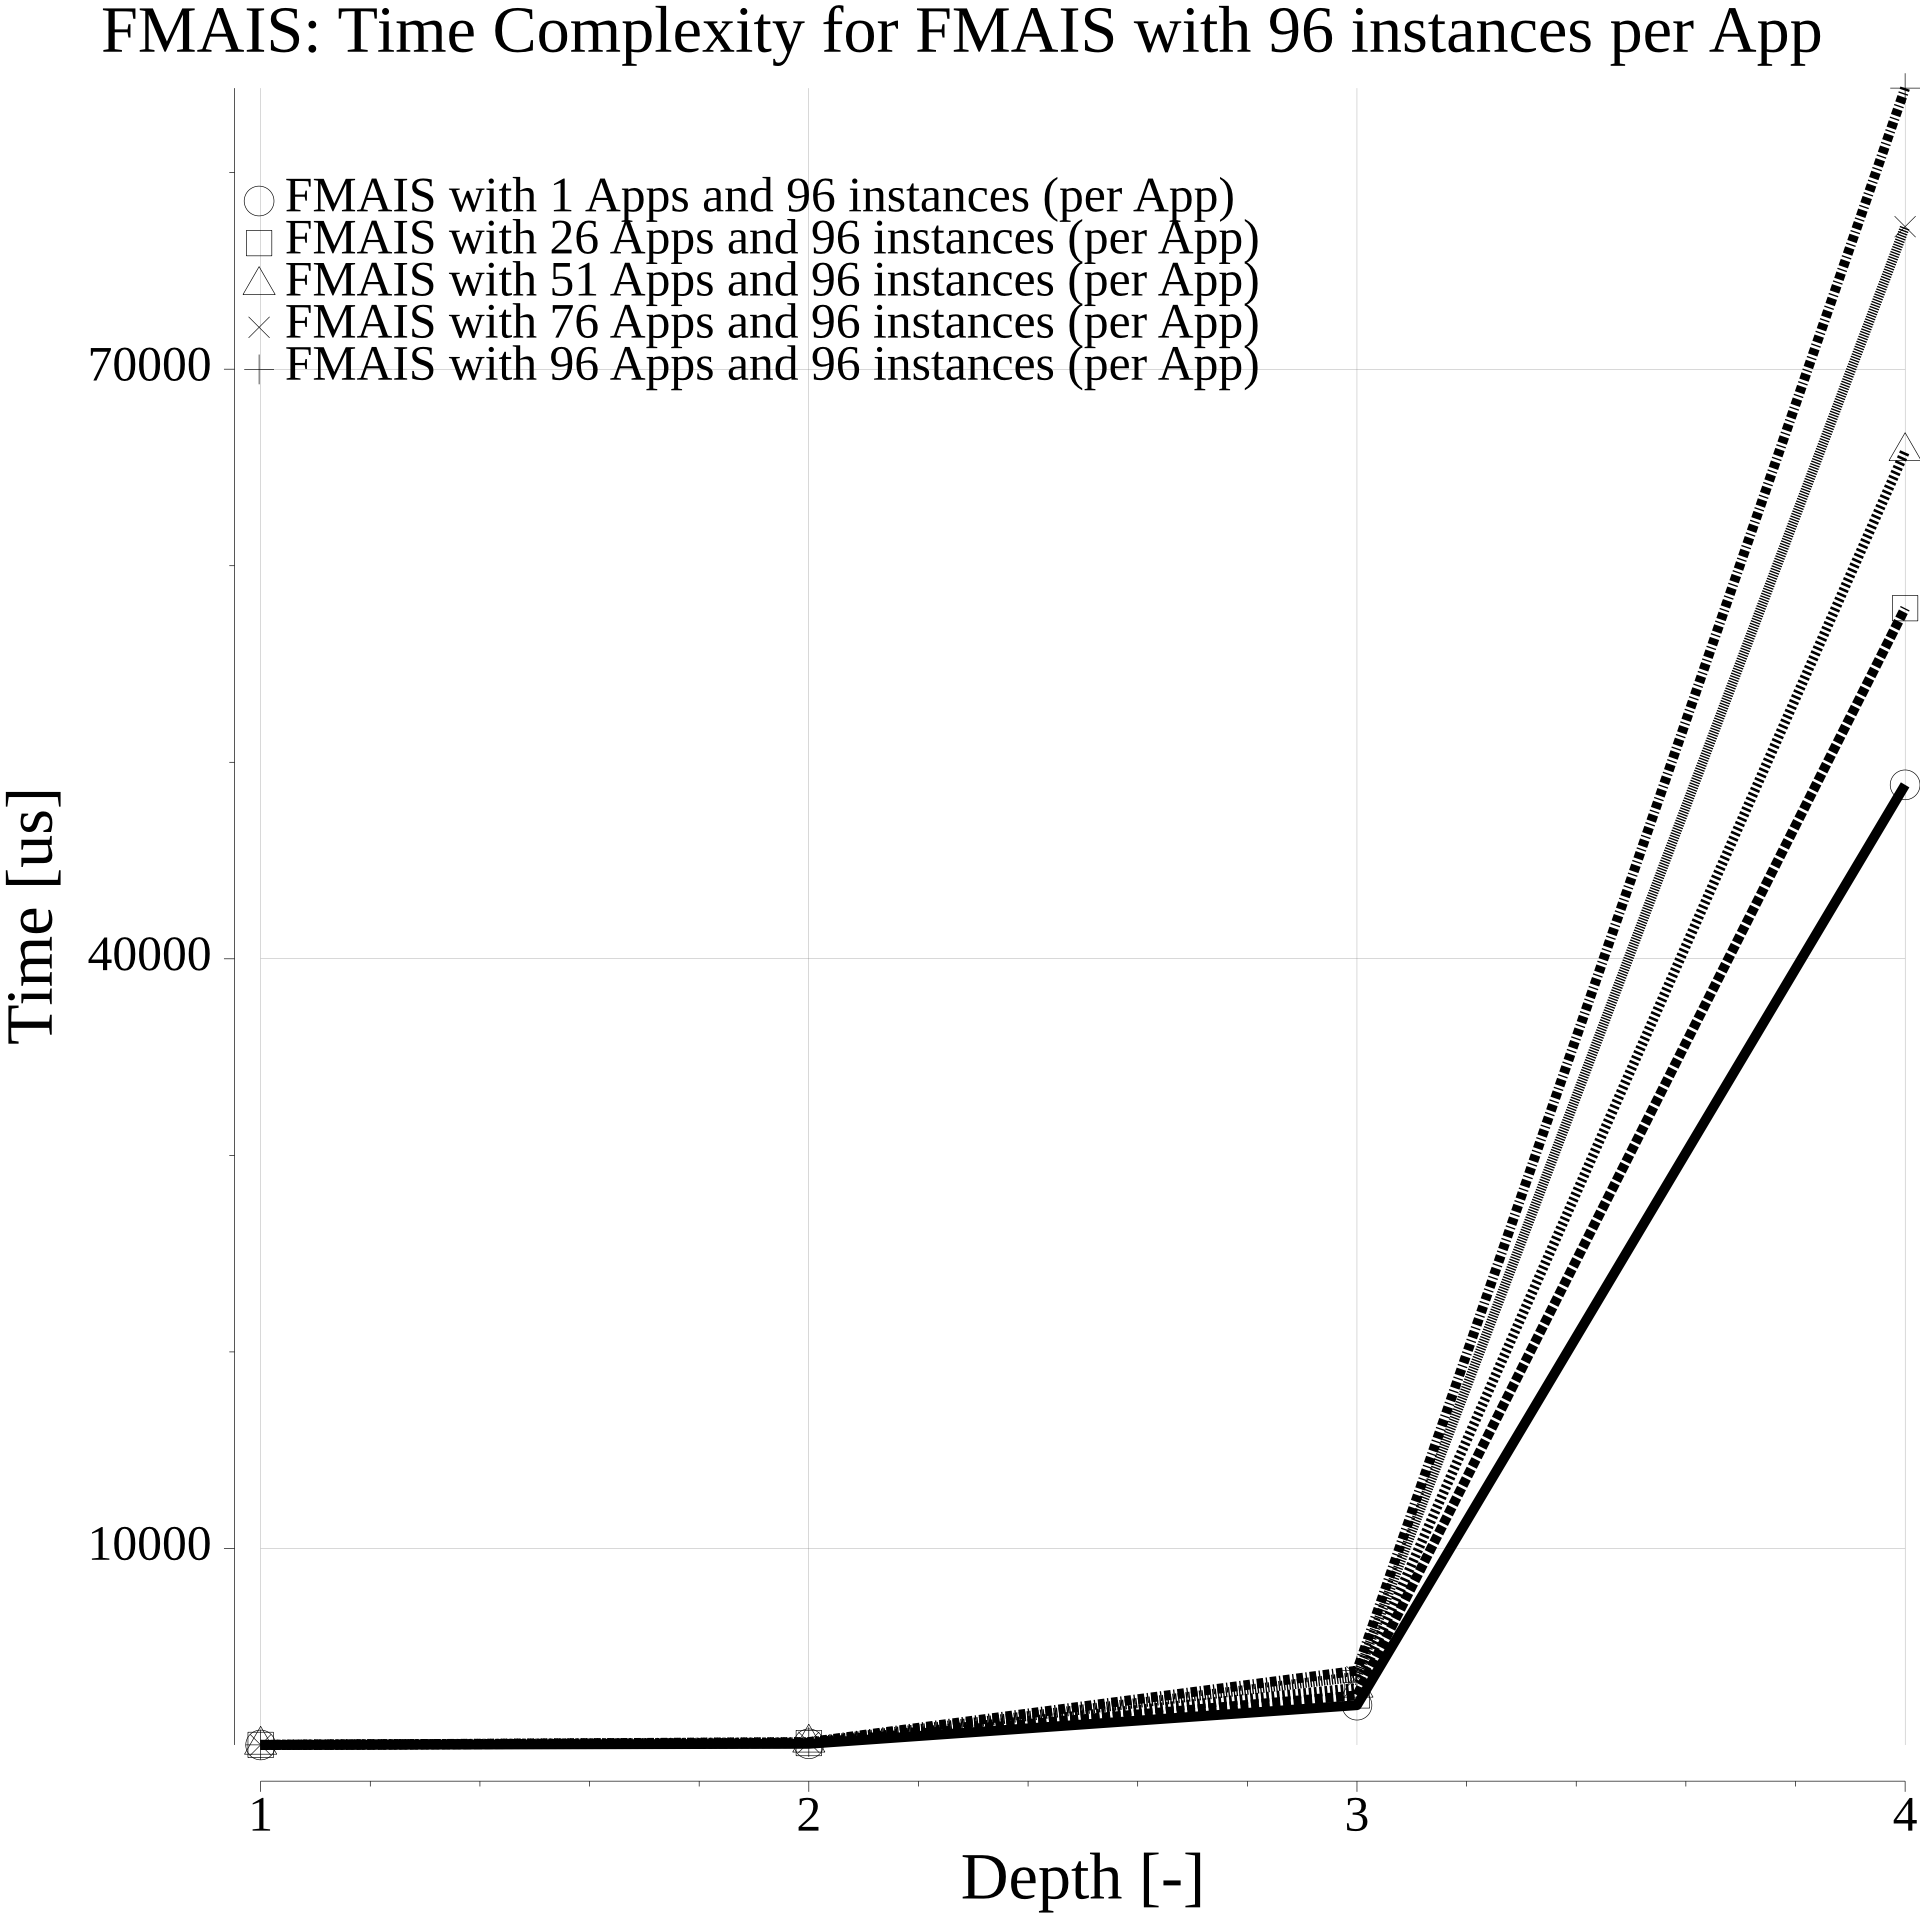 FMAIS: Time Complexity for FMAIS with 96 instances per App
FMAIS with 1 Apps and 96 instances (per App)
FMAIS with 26 Apps and 96 instances (per App)
FMAIS with 51 Apps and 96 instances (per App)
FMAIS with 76 Apps and 96 instances (per App)
FMAIS with 96 Apps and 96 instances (per App)
70000
40000
10000
Time [us]
1 2 3 4
Depth [-]